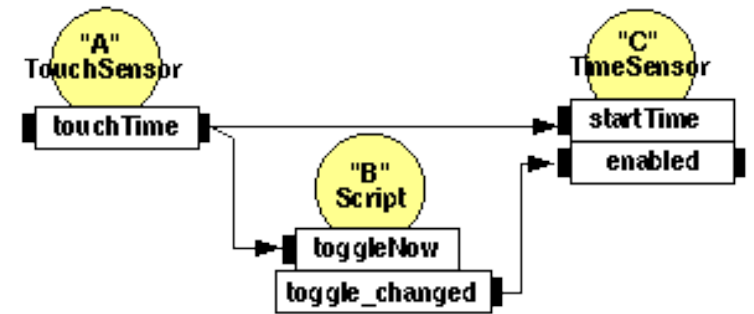 "A"
TouchSensor
touchTime
"B"
Script
toggleNow
toggle_changed
"C"
TimeSensor
startTime
enabled